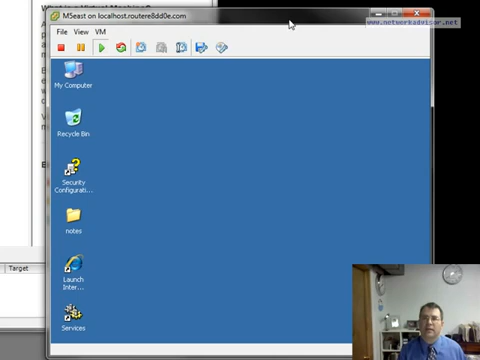 M5east on localhost.routere8dd0e.com
www.networkadvisor.net
File View VM
My Computer
Recycle Bin
Security
Configurati...
notes
Launch
Inter...
Services
Target